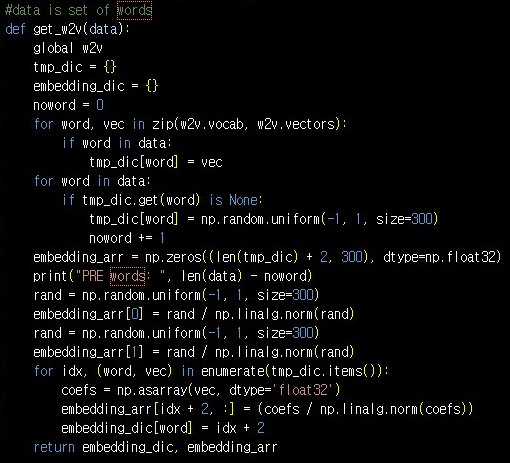 #data is set of words
def get_w2v(data):
    global w2v
    tmp_dic = {}
    embedding_dic = {}
    noword = 0
    for word, vec in zip(w2v.vocab, w2v.vectors):
        if word in data:
            tmp_dic[word] = vec
    for word in data:
        if tmp_dic.get(word) is None:
            tmp_dic[word] = np.random.uniform(-1, 1, size=300)
            noword += 1
    embedding_arr = np.zeros((len(tmp_dic) + 2, 300), dtype=np.float32)
    print("PRE words: ", len(data) - noword)
    rand = np.random.uniform(-1, 1, size=300)
    embedding_arr[0] = rand / np.linalg.norm(rand)
    rand = np.random.uniform(-1, 1, size=300)
    embedding_arr[1] = rand / np.linalg.norm(rand)
    for idx, (word, vec) in enumerate(tmp_dic.items()):
        coefs = np.asarray(vec, dtype='float32')
        embedding_arr[idx + 2, :] = (coefs / np.linalg.norm(coefs))
        embedding_dic[word] = idx + 2
    return embedding_dic, embedding_arr